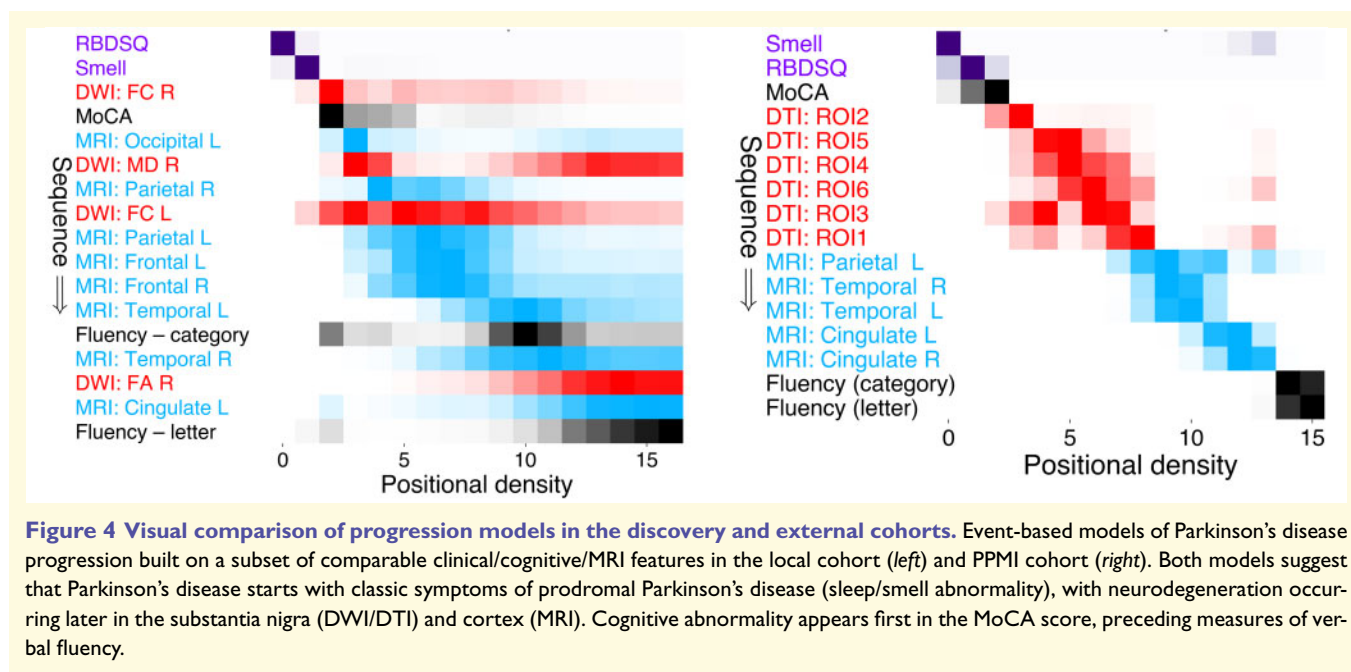 RBDSQ
Smell
DWI: FC R
MoCA
MRI: Occipital L
DWI: MD R
MRI: Parietal R
DWI: FC L
MRI: Parietal L
MRI: Frontal L
MRI: Frontal R
MRI: Temporal L
Fluency – category
MRI: Temporal R
DWI: FA R
MRI: Cingulate L
Fluency – letter
Sequence ⇒
0 5 10 15
Positional density
Smell
RBDSQ
MoCA
DTI: ROI2
DTI: ROI5
DTI: ROI4
DTI: ROI6
DTI: ROI3
DTI: ROI1
MRI: Parietal L
MRI: Temporal R
MRI: Temporal L
MRI: Cingulate L
MRI: Cingulate R
Fluency (category)
Fluency (letter)
Sequence ⇒
0 5 10 15
Positional density
Figure 4 Visual comparison of progression models in the discovery and external cohorts. Event-based models of Parkinson's disease
progression built on a subset of comparable clinical/cognitive/MRI features in the local cohort (left) and PPMI cohort (right). Both models suggest
that Parkinson's disease starts with classic symptoms of prodromal Parkinson's disease (sleep/smell abnormality), with neurodegeneration occur-
ring later in the substantia nigra (DWI/DTI) and cortex (MRI). Cognitive abnormality appears first in the MoCA score, preceding measures of ver-
bal fluency.